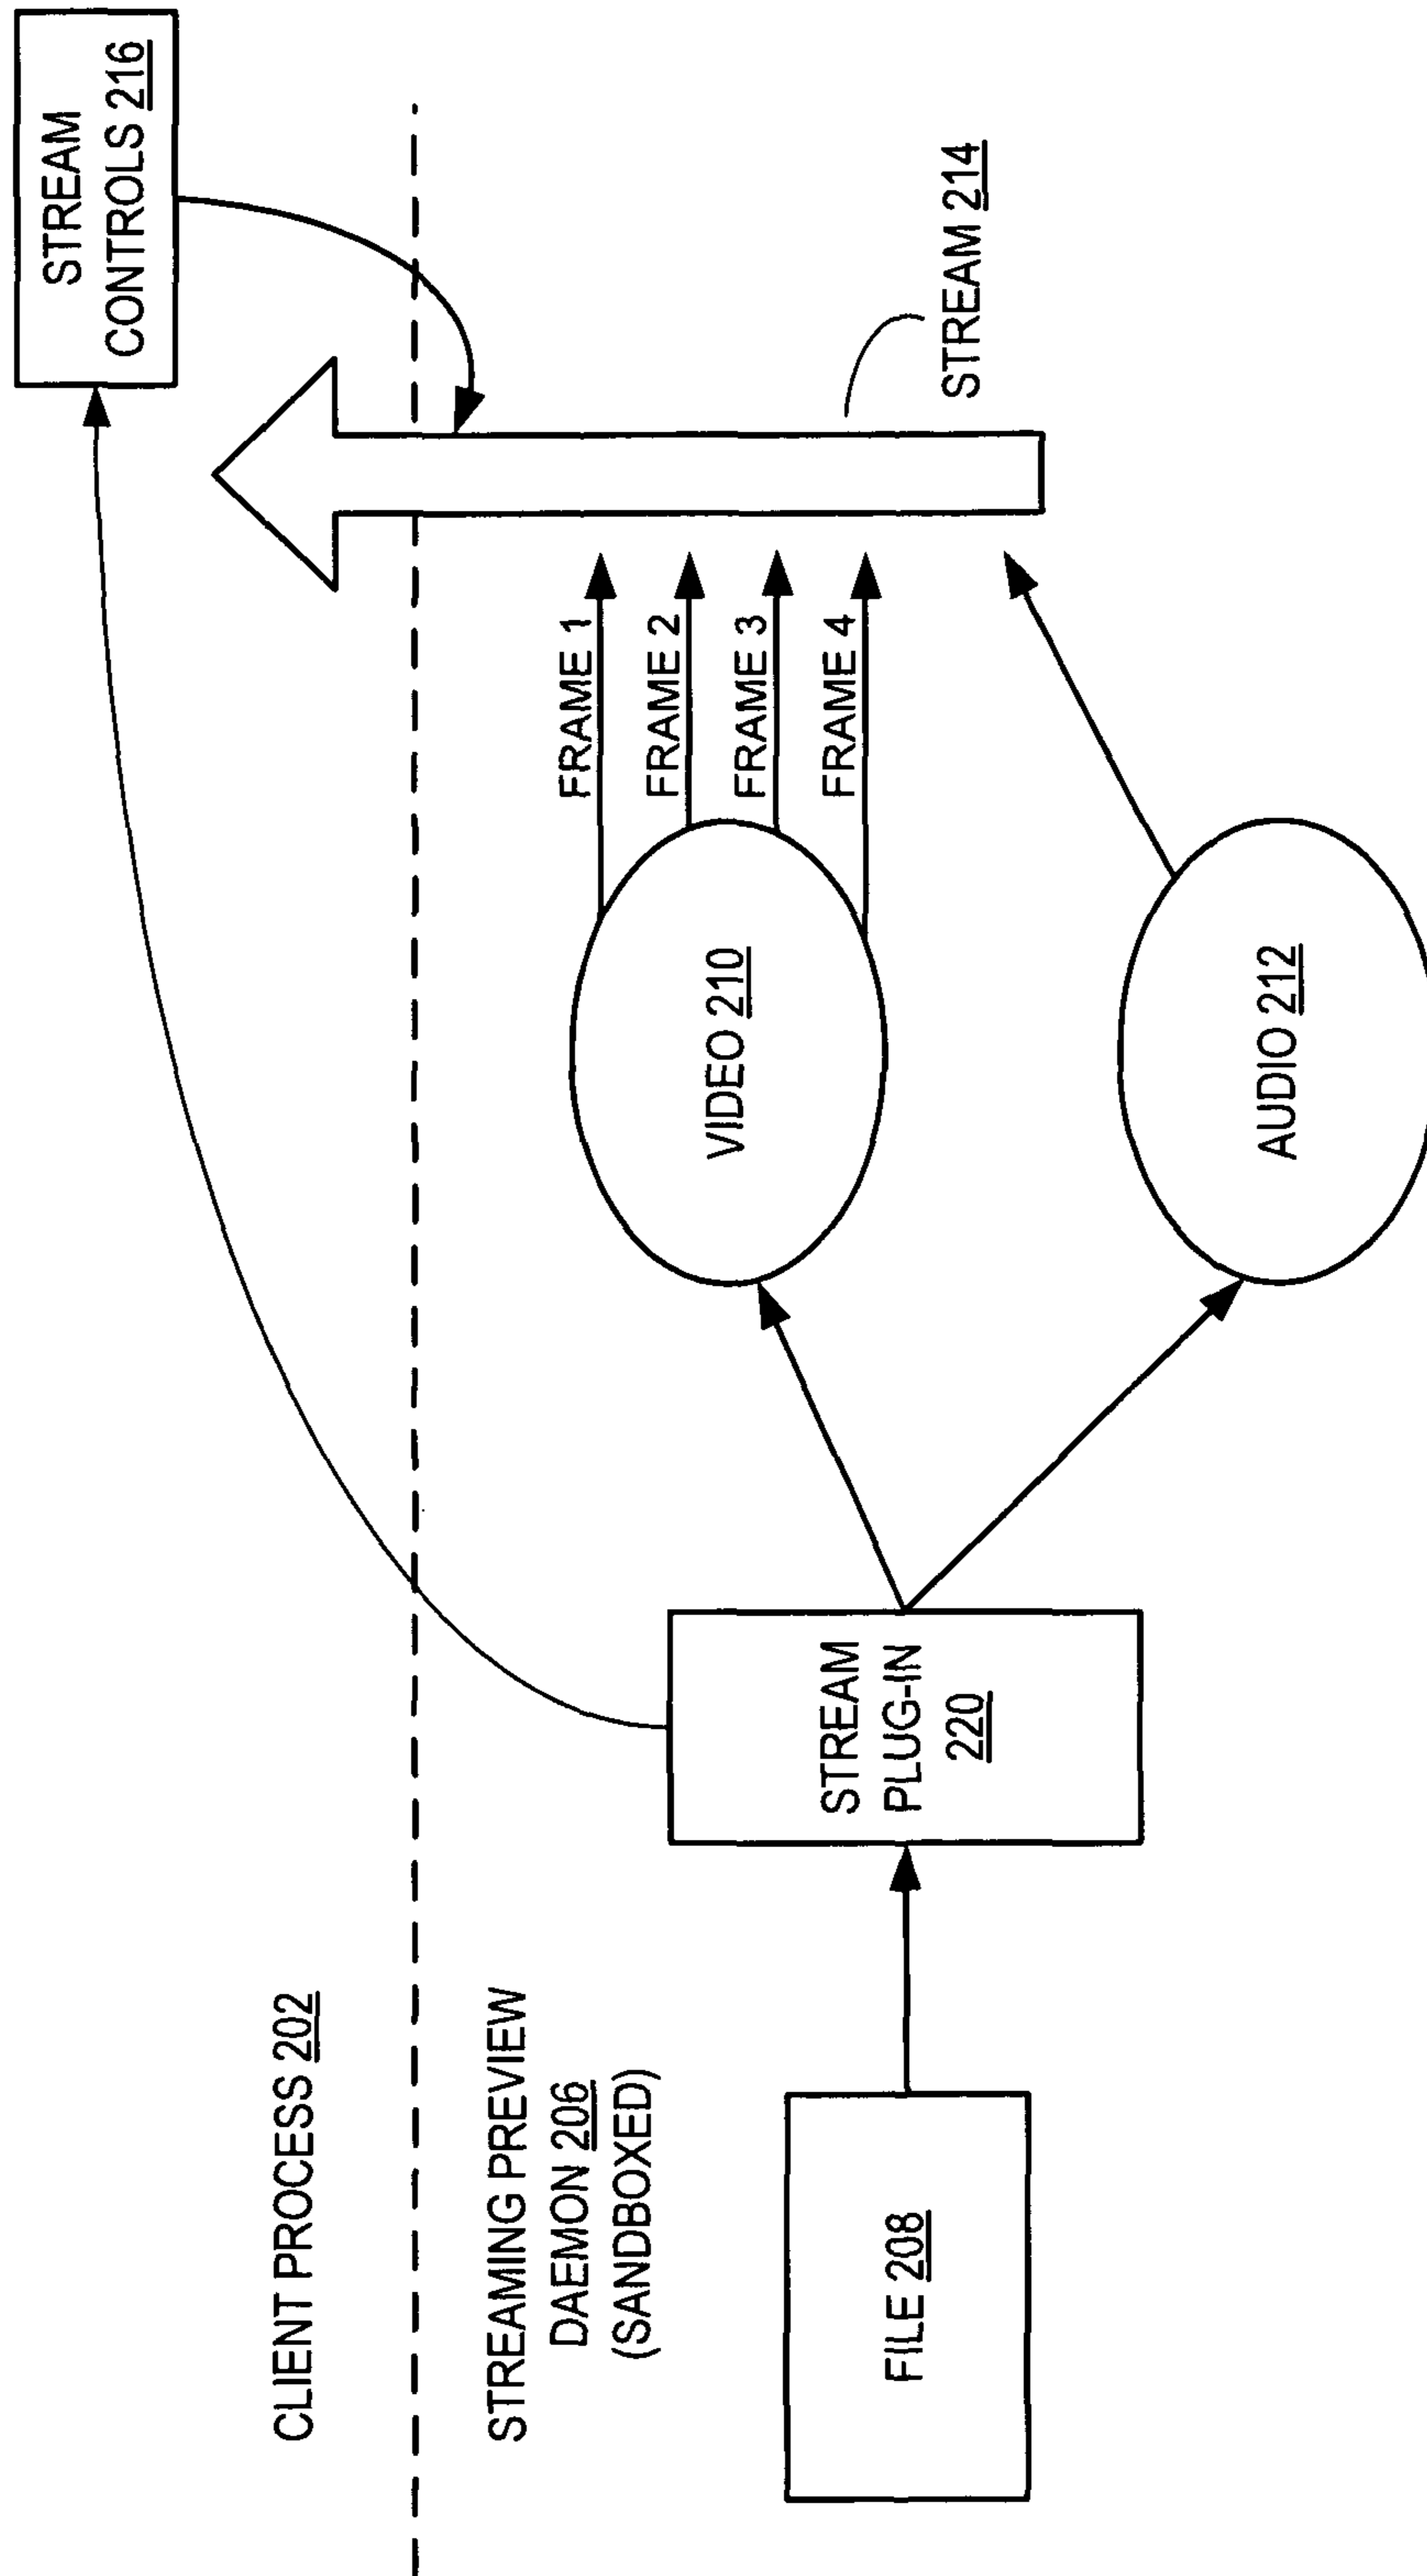 CLIENT PROCESS 202
STREAM
CONTROLS 216
STREAMING PREVIEW
DAEMON 206
(SANDBOXED)
FILE 208
STREAM
PLUG-IN
220
VIDEO 210
FRAME 1
FRAME 2
FRAME 3
FRAME 4
AUDIO 212
STREAM 214